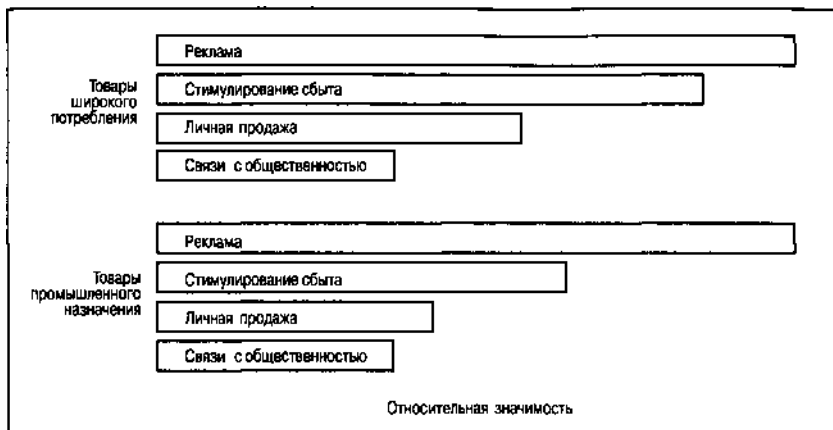 Реклама
Товары
широкого
потребления
Стимулирование сбыта
Личная продажа
Связи с общественностью
Реклама
Товары
промышленного
назначения
Стимулирование сбыта
Личная продажа
Связи с общественностью
Относительная значимость